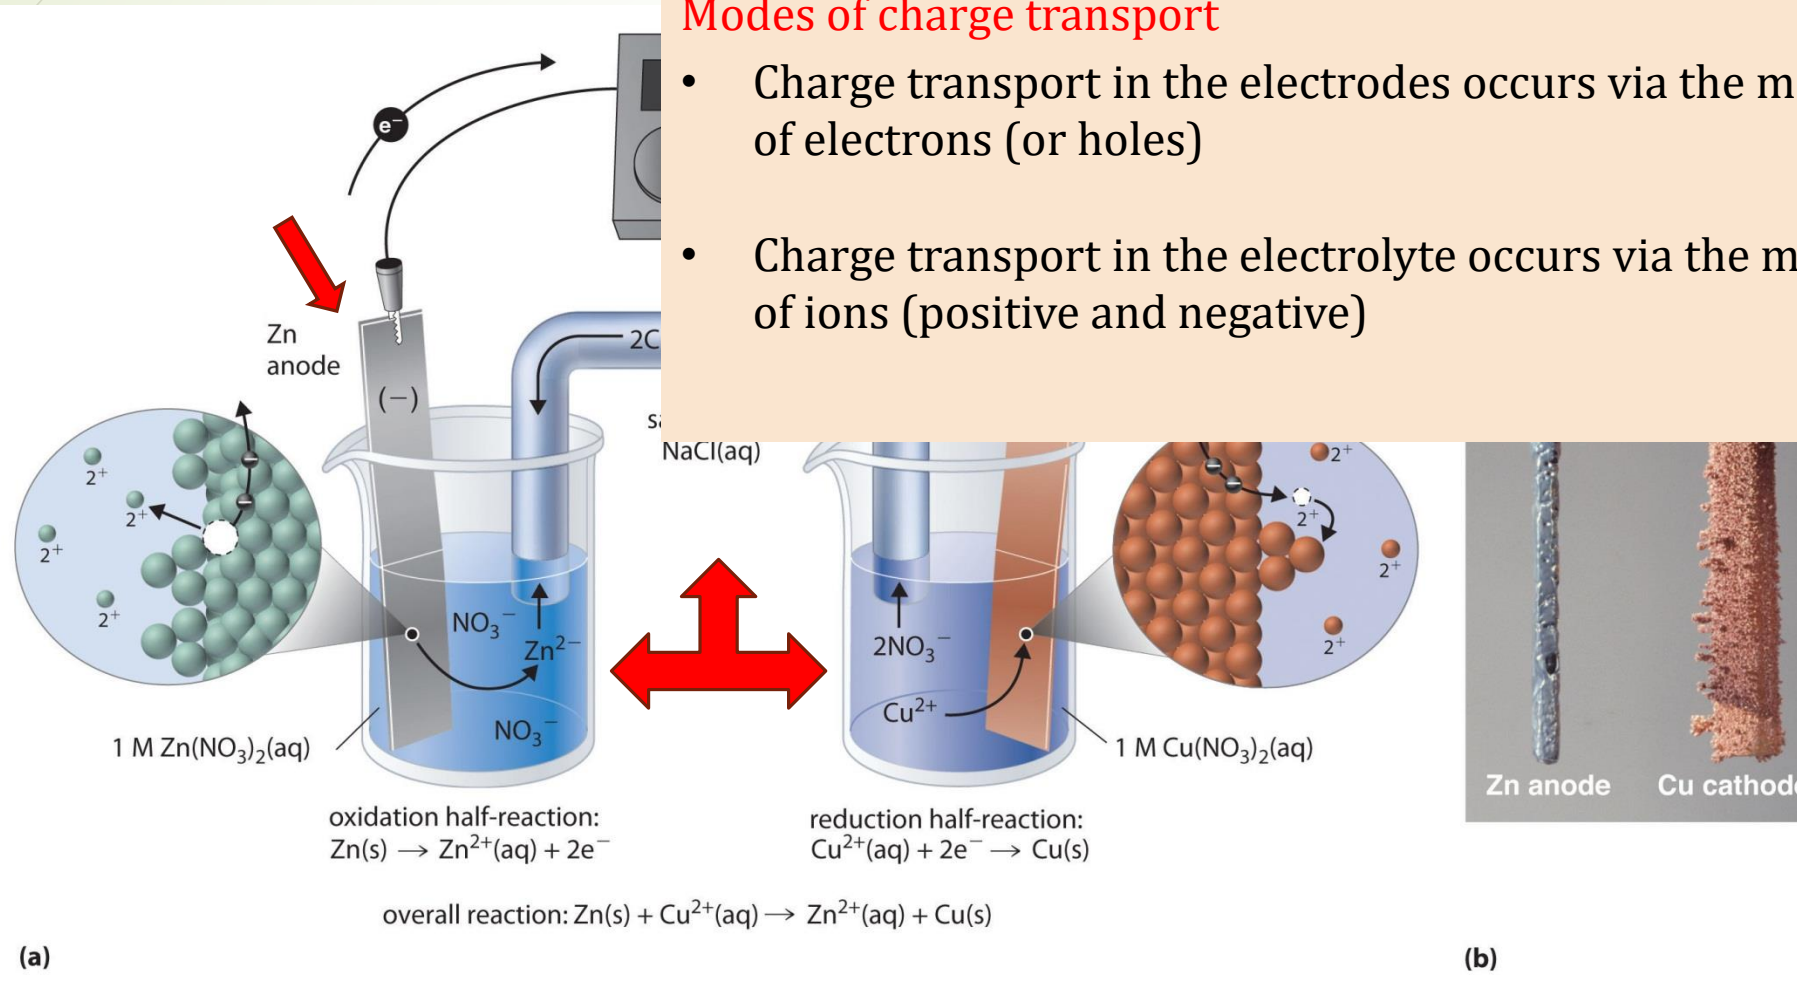 Modes of charge transport
• Charge transport in the electrodes occurs via the
of electrons (or holes)
• Charge transport in the electrolyte occurs via the
of ions (positive and negative)
e⁻
Zn
anode
(−)
NaCl(aq)
2+
2+
2+
2+
NO₃⁻
Zn²⁻
NO₃⁻
1 M Zn(NO₃)₂(aq)
2NO₃⁻
Cu²⁺
1 M Cu(NO₃)₂(aq)
2+
2+
2+
2+
Zn anode
Cu cathode
oxidation half-reaction:
Zn(s) → Zn²⁺(aq) + 2e⁻
reduction half-reaction:
Cu²⁺(aq) + 2e⁻ → Cu(s)
overall reaction: Zn(s) + Cu²⁺(aq) → Zn²⁺(aq) + Cu(s)
(a)
(b)